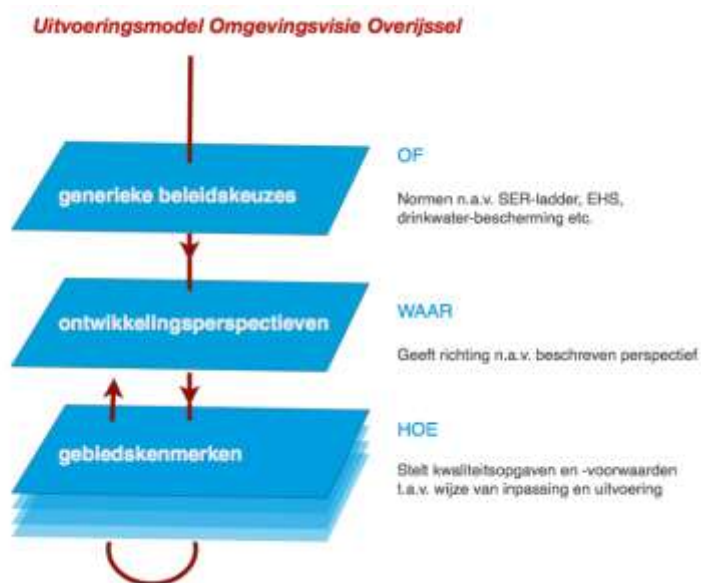 Uitvoeringsmodel Omgevingsvisie Overijssel
generieke beleidskeuzes
OF
Normen n.a.v. SER-ladder, EHS,
drinkwater-bescherming etc.
ontwikkelingsperspectieven
WAAR
Geeft richting n.a.v. beschreven perspectief
gebiedskenmerken
HOE
Stelt kwaliteitsopgaven en -voorwaarden
t.a.v. wijze van inpassing en uitvoering